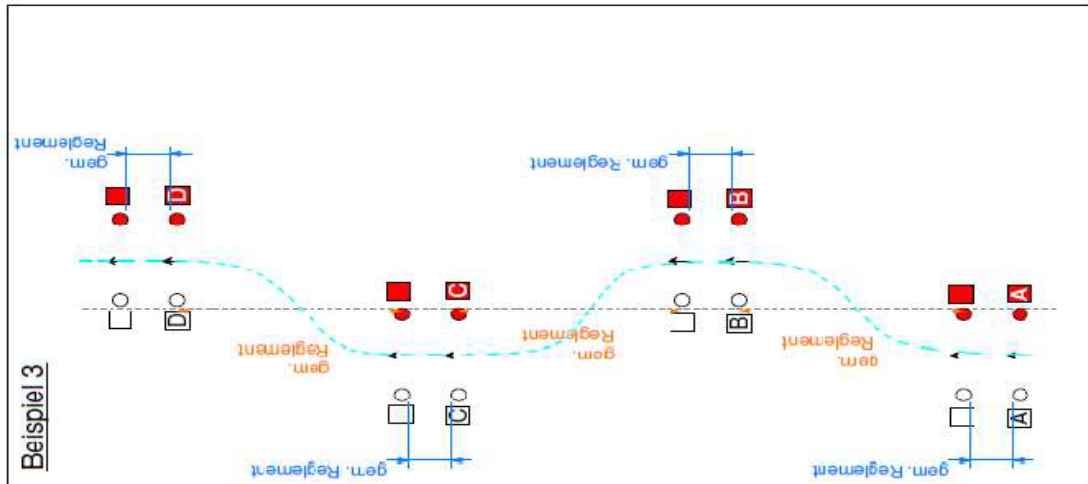 Beispiel 3
gem.
Reglement
gem. Reglement
D
D
B
B
C
C
A
A
gem.
Reglement
gem.
Reglement
gem.
Reglement
gem. Reglement
gem. Reglement